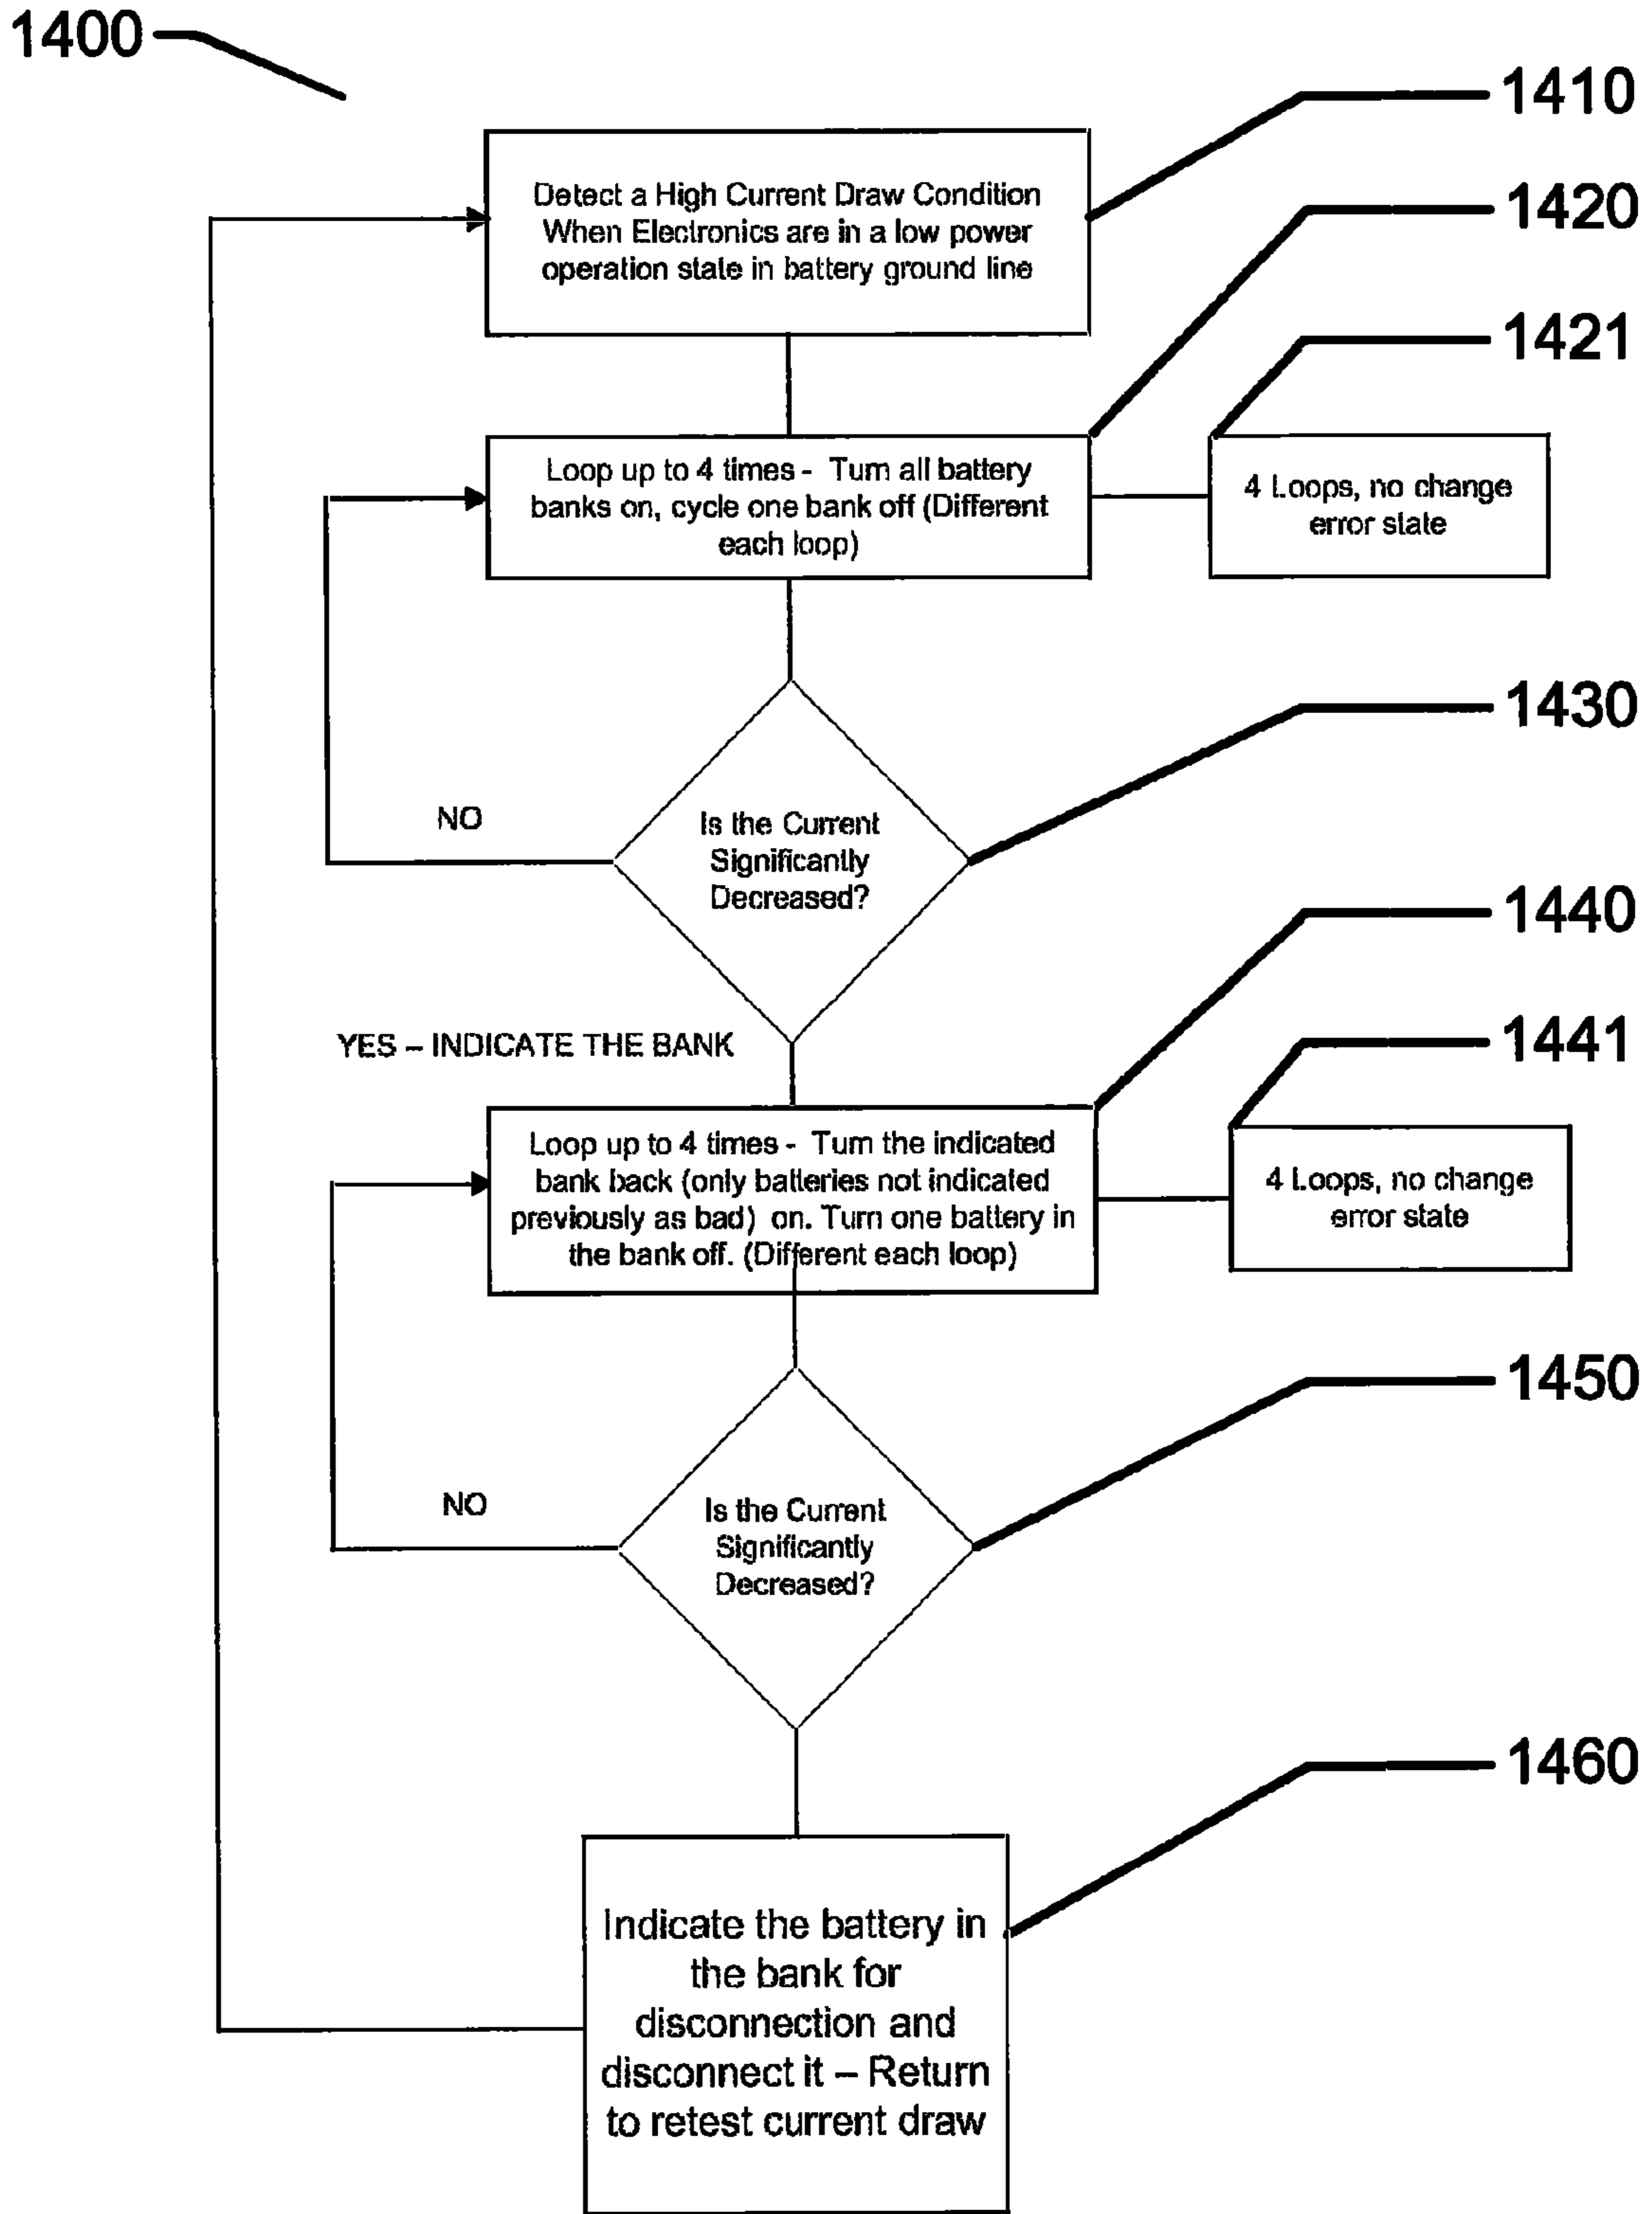 1400
1410
Detect a High Current Draw Condition
When Electronics are in a low power
operation state in battery ground line
1420
1421
Loop up to 4 times - Turn all battery
banks on, cycle one bank off (Different
each loop)
4 Loops, no change
error state
1430
Is the Current
Significantly
Decreased?
NO
1440
YES – INDICATE THE BANK
1441
Loop up to 4 times - Turn the indicated
bank back (only batteries not indicated
previously as bad) on. Turn one battery in
the bank off. (Different each loop)
4 Loops, no change
error state
1450
Is the Current
Significantly
Decreased?
NO
1460
Indicate the battery in
the bank for
disconnection and
disconnect it – Return
to retest current draw